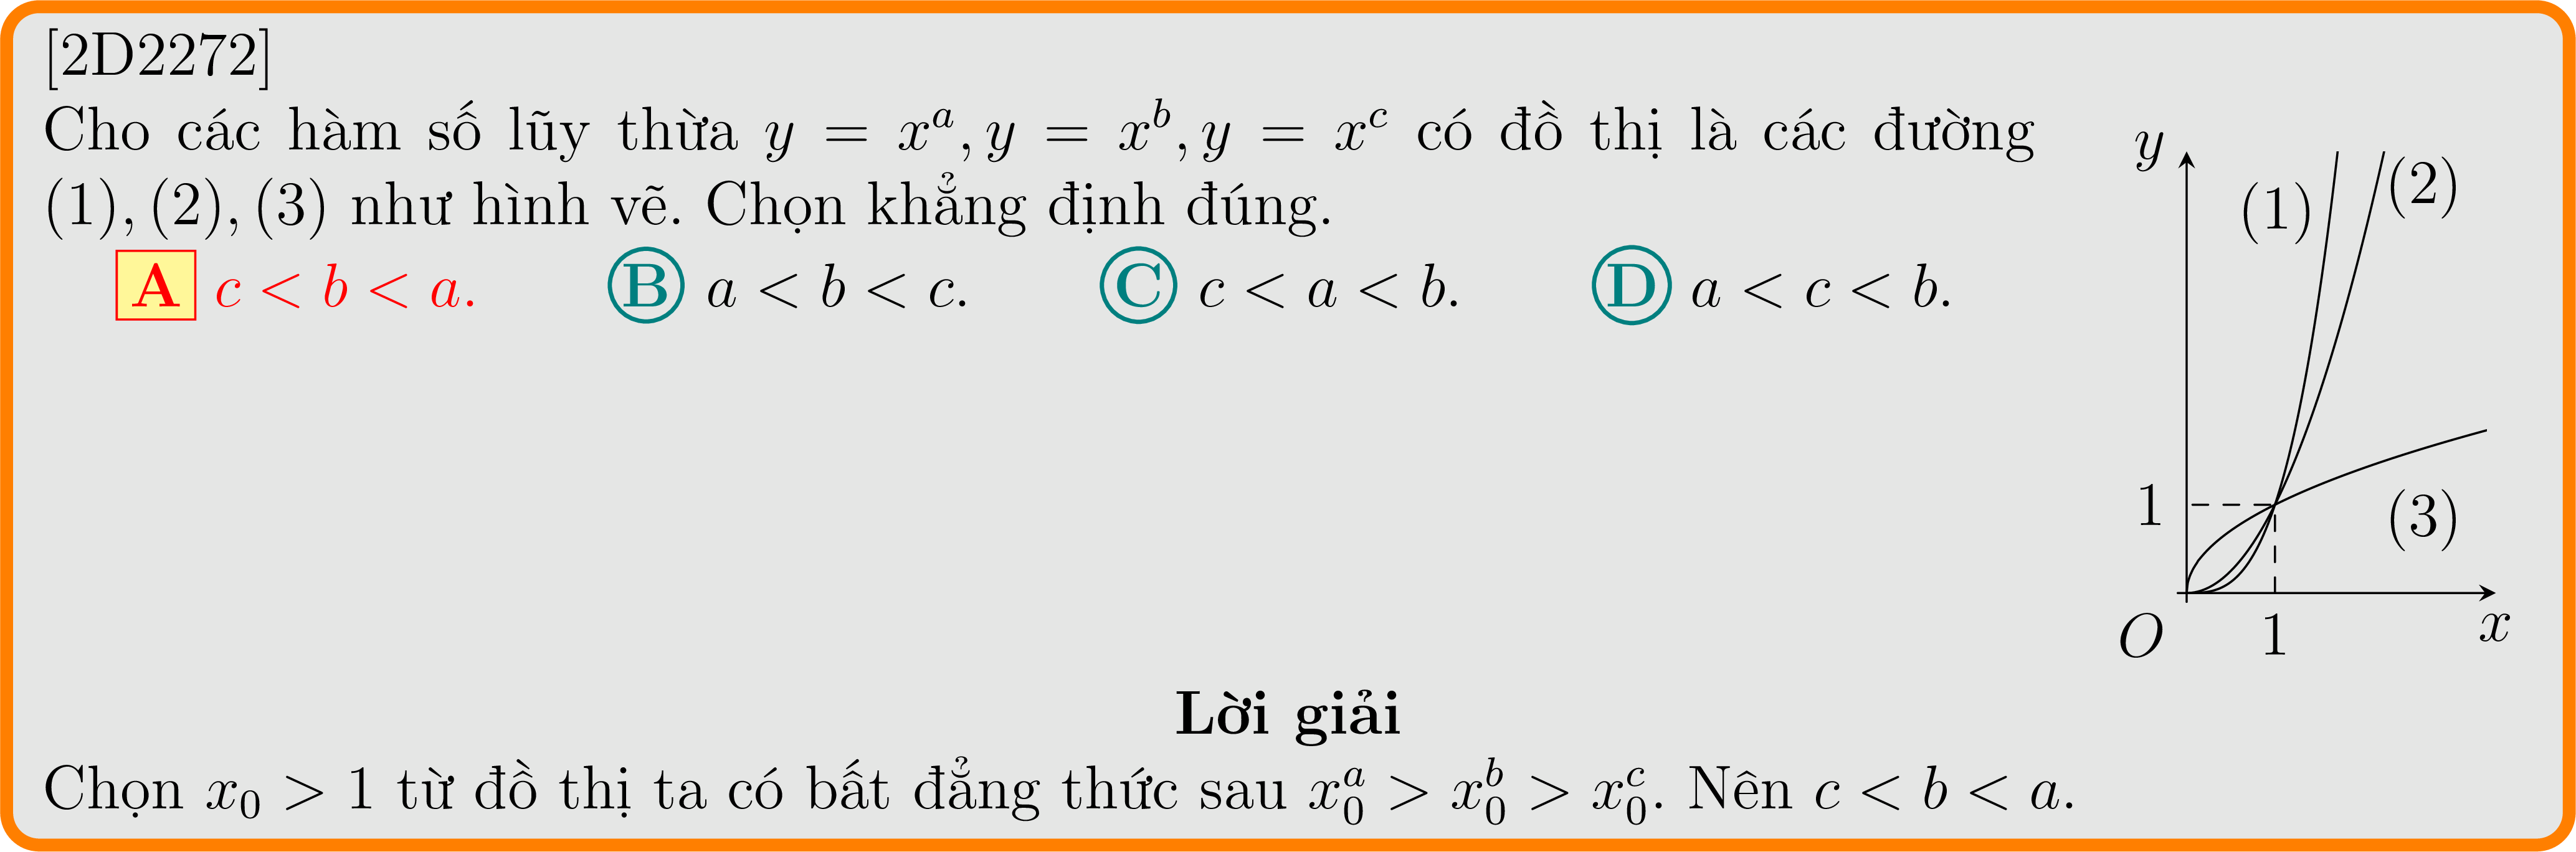 [2D2272]
Cho các hàm số lũy thừa y = x^a, y = x^b, y = x^c có đồ thị là các đường
(1), (2), (3) như hình vẽ. Chọn khẳng định đúng.
A c < b < a. B a < b < c. C c < a < b. D a < c < b.
y
(1)
(2)
1
(3)
O
1
x
Lời giải
Chọn x_0 > 1 từ đồ thị ta có bất đẳng thức sau x_0^a > x_0^b > x_0^c. Nên c < b < a.